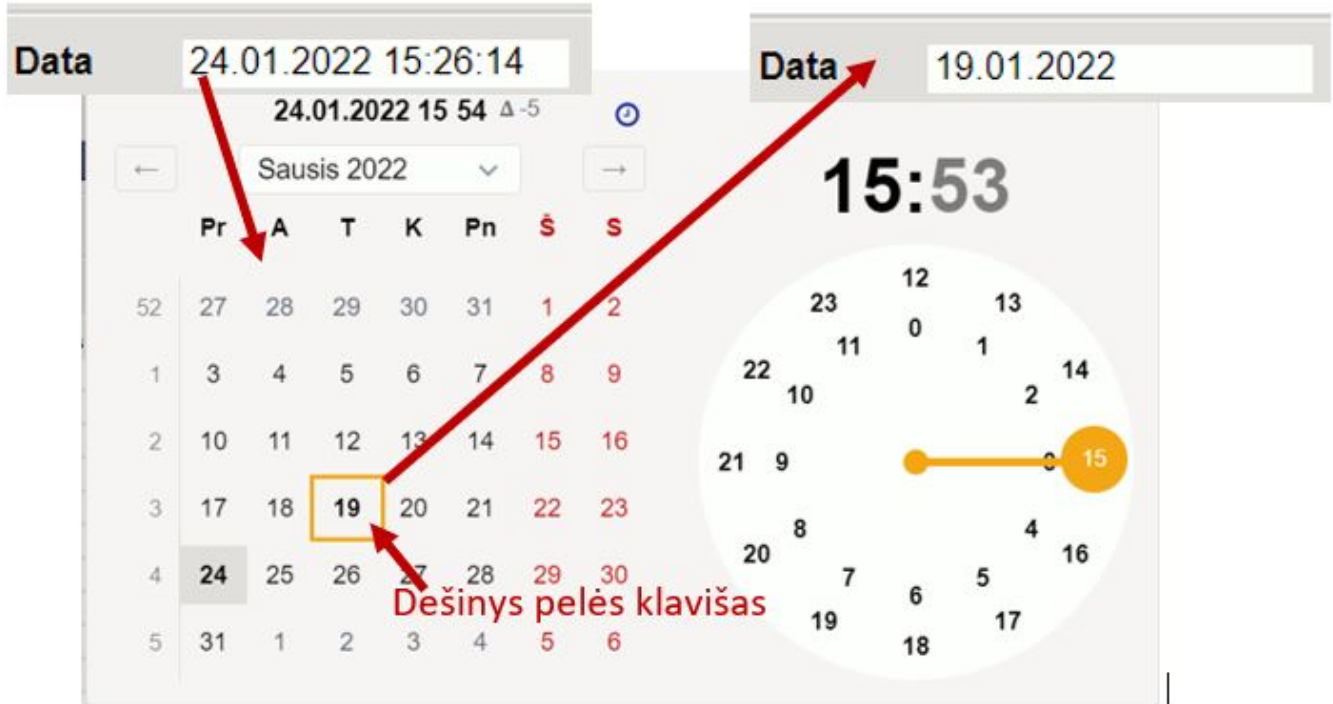 Data 24.01.2022 15:26:14
Data 19.01.2022
24.01.2022 15 54 Δ -5
← Sausis 2022 →
Pr A T K Pn Š S
52 27 28 29 30 31 1 2
1 3 4 5 6 7 8 9
2 10 11 12 13 14 15 16
3 17 18 19 20 21 22 23
4 24 25 26 27 28 29 30
5 31 1 2 3 4 5 6
Dešinys pelės klavišas
15:53
12
23 13
0
11 1
22 14
10 2
21 9 15
8 4
20 16
7 5
6
19 17
18